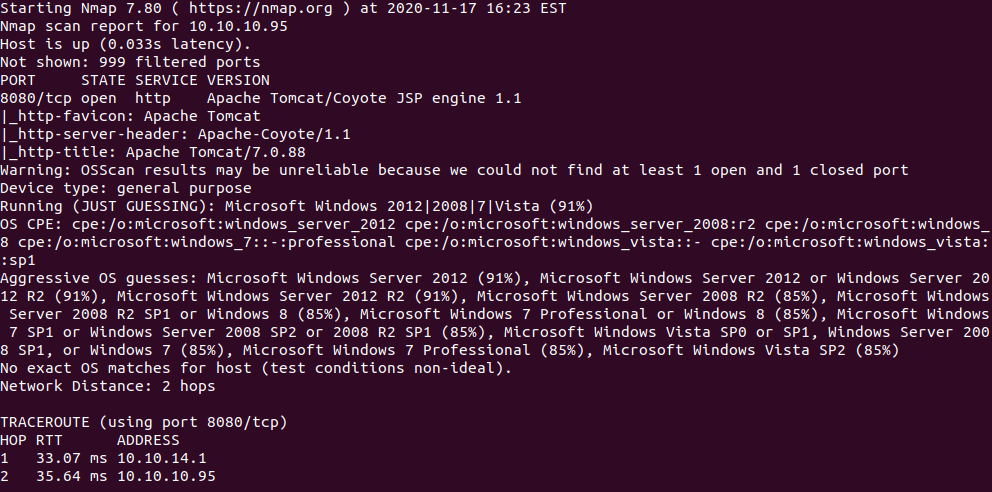 Starting Nmap 7.80 ( https://nmap.org ) at 2020-11-17 16:23 EST
Nmap scan report for 10.10.10.95
Host is up (0.033s latency).
Not shown: 999 filtered ports
PORT     STATE SERVICE VERSION
8080/tcp open  http    Apache Tomcat/Coyote JSP engine 1.1
|_http-favicon: Apache Tomcat
|_http-server-header: Apache-Coyote/1.1
|_http-title: Apache Tomcat/7.0.88
Warning: OSScan results may be unreliable because we could not find at least 1 open and 1 closed port
Device type: general purpose
Running (JUST GUESSING): Microsoft Windows 2012|2008|7|Vista (91%)
OS CPE: cpe:/o:microsoft:windows_server_2012 cpe:/o:microsoft:windows_server_2008:r2 cpe:/o:microsoft:windows_
8 cpe:/o:microsoft:windows_7::-:professional cpe:/o:microsoft:windows_vista::- cpe:/o:microsoft:windows_vista:
:sp1
Aggressive OS guesses: Microsoft Windows Server 2012 (91%), Microsoft Windows Server 2012 or Windows Server 20
12 R2 (91%), Microsoft Windows Server 2012 R2 (91%), Microsoft Windows Server 2008 R2 (85%), Microsoft Windows
 Server 2008 R2 SP1 or Windows 8 (85%), Microsoft Windows 7 Professional or Windows 8 (85%), Microsoft Windows
 7 SP1 or Windows Server 2008 SP2 or 2008 R2 SP1 (85%), Microsoft Windows Vista SP0 or SP1, Windows Server 200
8 SP1, or Windows 7 (85%), Microsoft Windows 7 Professional (85%), Microsoft Windows Vista SP2 (85%)
No exact OS matches for host (test conditions non-ideal).
Network Distance: 2 hops
TRACEROUTE (using port 8080/tcp)
HOP RTT      ADDRESS
1   33.07 ms 10.10.14.1
2   35.64 ms 10.10.10.95